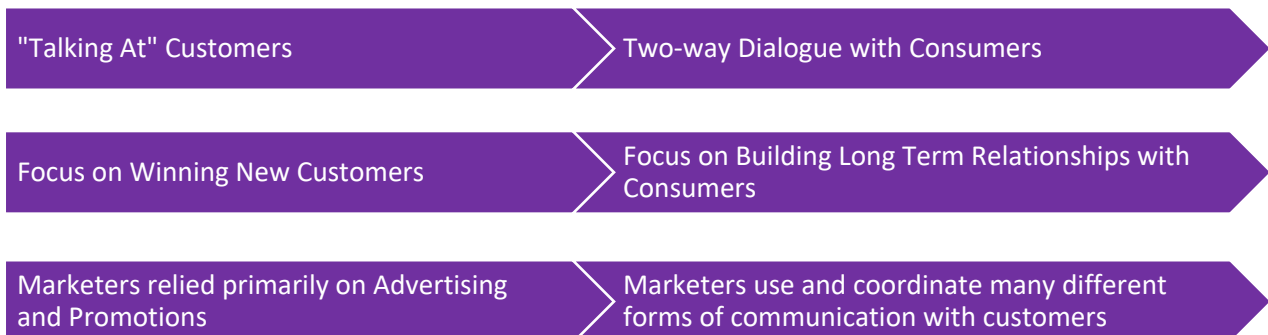 "Talking At" Customers
Two-way Dialogue with Consumers
Focus on Winning New Customers
Focus on Building Long Term Relationships with
Consumers
Marketers relied primarily on Advertising
and Promotions
Marketers use and coordinate many different
forms of communication with customers